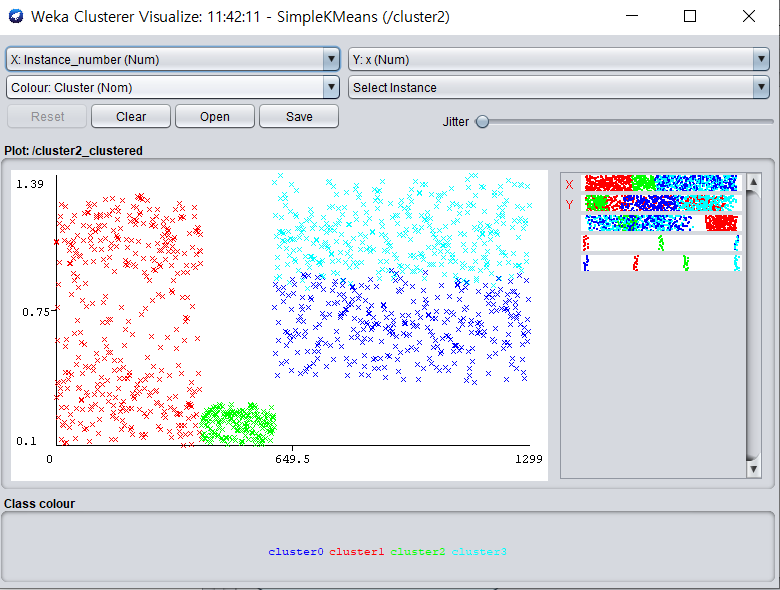 Weka Clusterer Visualize: 11:42:11 - SimpleKMeans (/cluster2)
X: Instance_number (Num)
Y: x (Num)
Colour: Cluster (Nom)
Select Instance
Reset
Clear
Open
Save
Jitter
Plot: /cluster2_clustered
1.39
0.75
0.1
0
649.5
1299
X
Y
Class colour
cluster0 cluster1 cluster2 cluster3